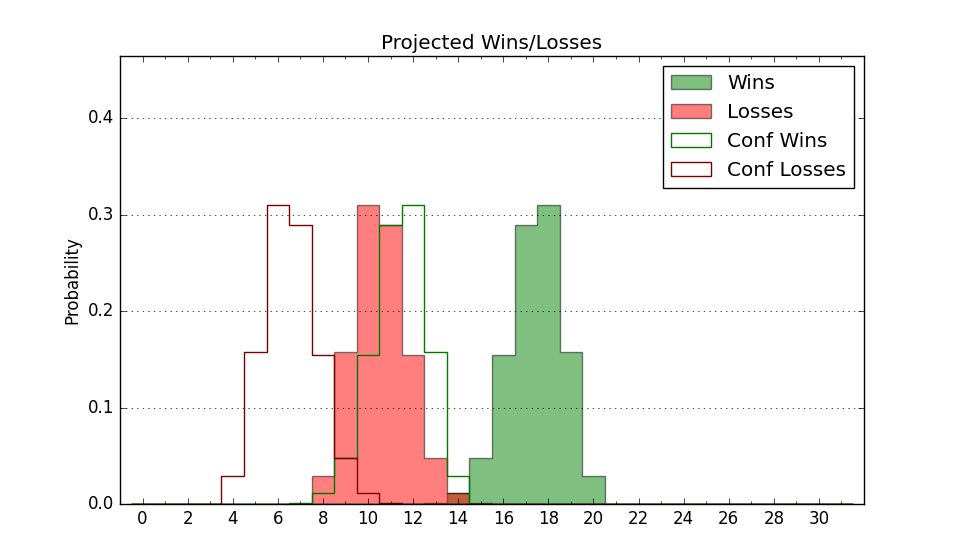 Projected Wins/Losses
Wins
Losses
Conf Wins
Conf Losses
Probability
0.4
0.3
0.2
0.1
0.0
0 2 4 6 8 10 12 14 16 18 20 22 24 26 28 30